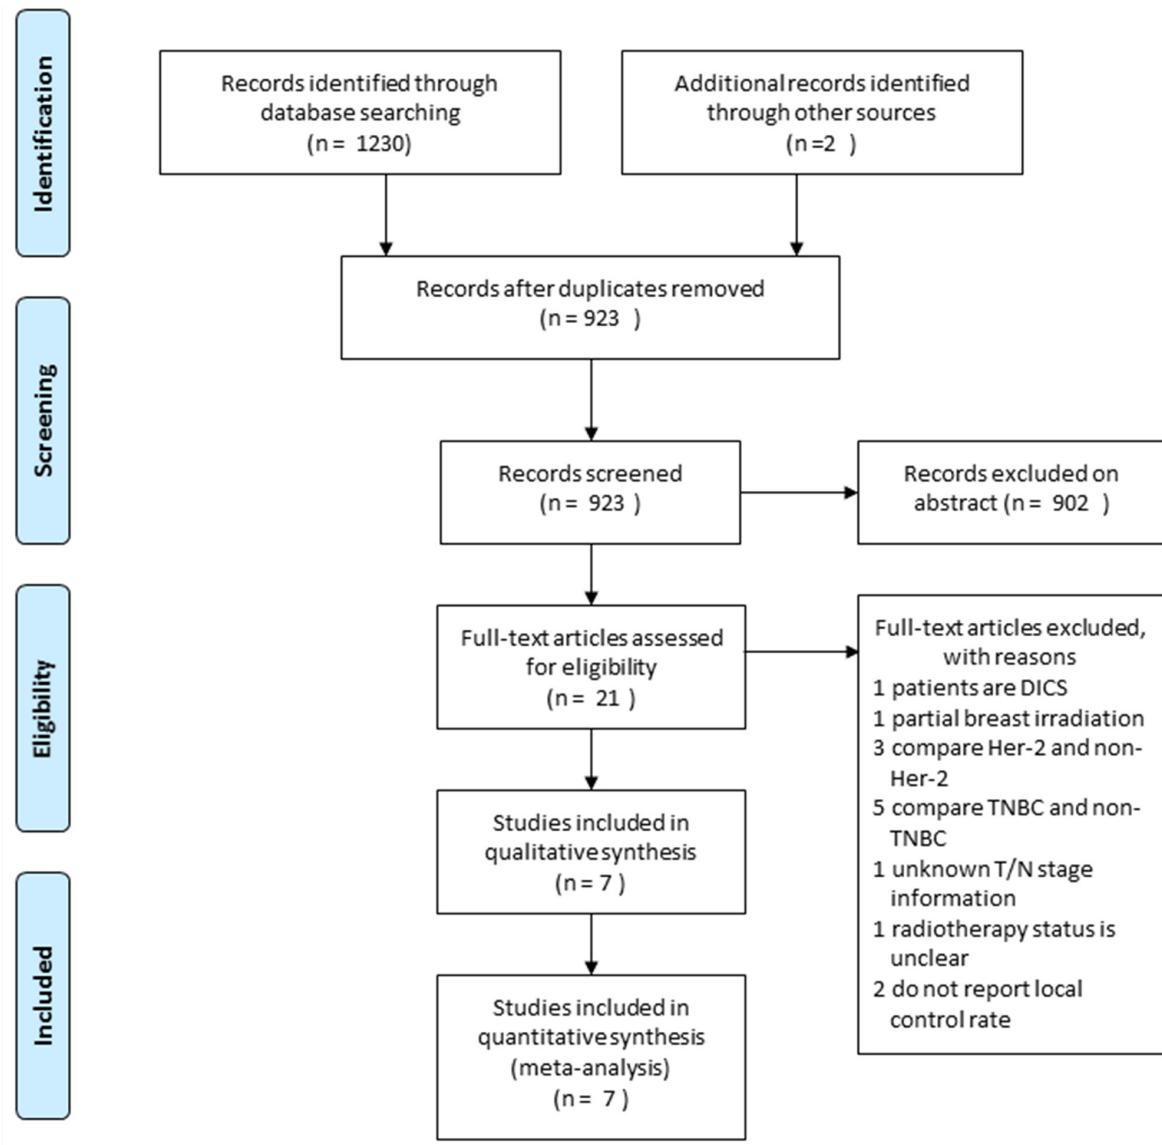 Identification
Records identified through
database searching
(n = 1230)
Additional records identified
through other sources
(n =2 )
Records after duplicates removed
(n = 923 )
Screening
Records screened
(n = 923 )
Records excluded on
abstract (n = 902 )
Eligibility
Full-text articles assessed
for eligibility
(n = 21 )
Full-text articles excluded,
with reasons
1 patients are DICS
1 partial breast irradiation
3 compare Her-2 and non-
Her-2
5 compare TNBC and non-
TNBC
1 unknown T/N stage
information
1 radiotherapy status is
unclear
2 do not report local
control rate
Studies included in
qualitative synthesis
(n = 7 )
Included
Studies included in
quantitative synthesis
(meta-analysis)
(n = 7 )